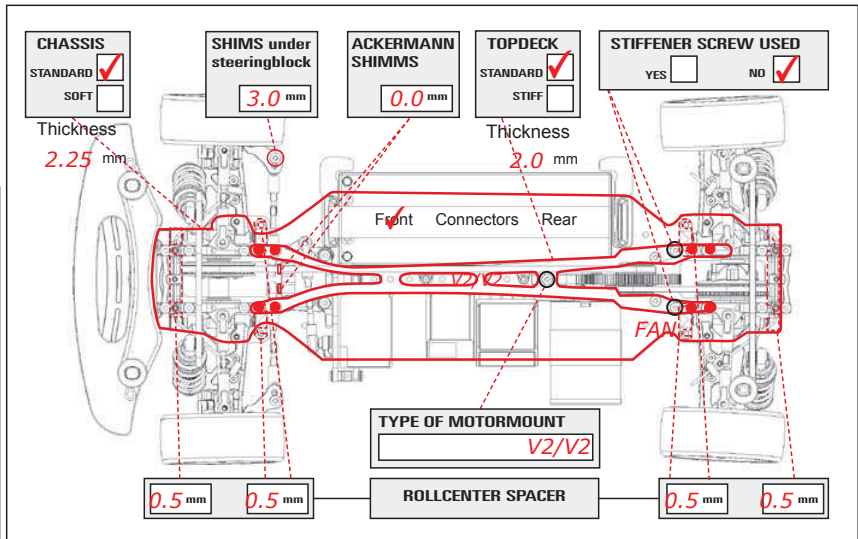 CHASSIS
STANDARD
SOFT
Thickness
2.25 mm
SHIMS under
steeringblock
3.0 mm
ACKERMANN
SHIMMS
0.0 mm
TOPDECK
STANDARD
STIFF
Thickness
2.0 mm
STIFFENER SCREW USED
YES NO
Front Connectors Rear
V2/V2
FAN
TYPE OF MOTORMOUNT
V2/V2
0.5 mm 0.5 mm ROLLCENTER SPACER 0.5 mm 0.5 mm